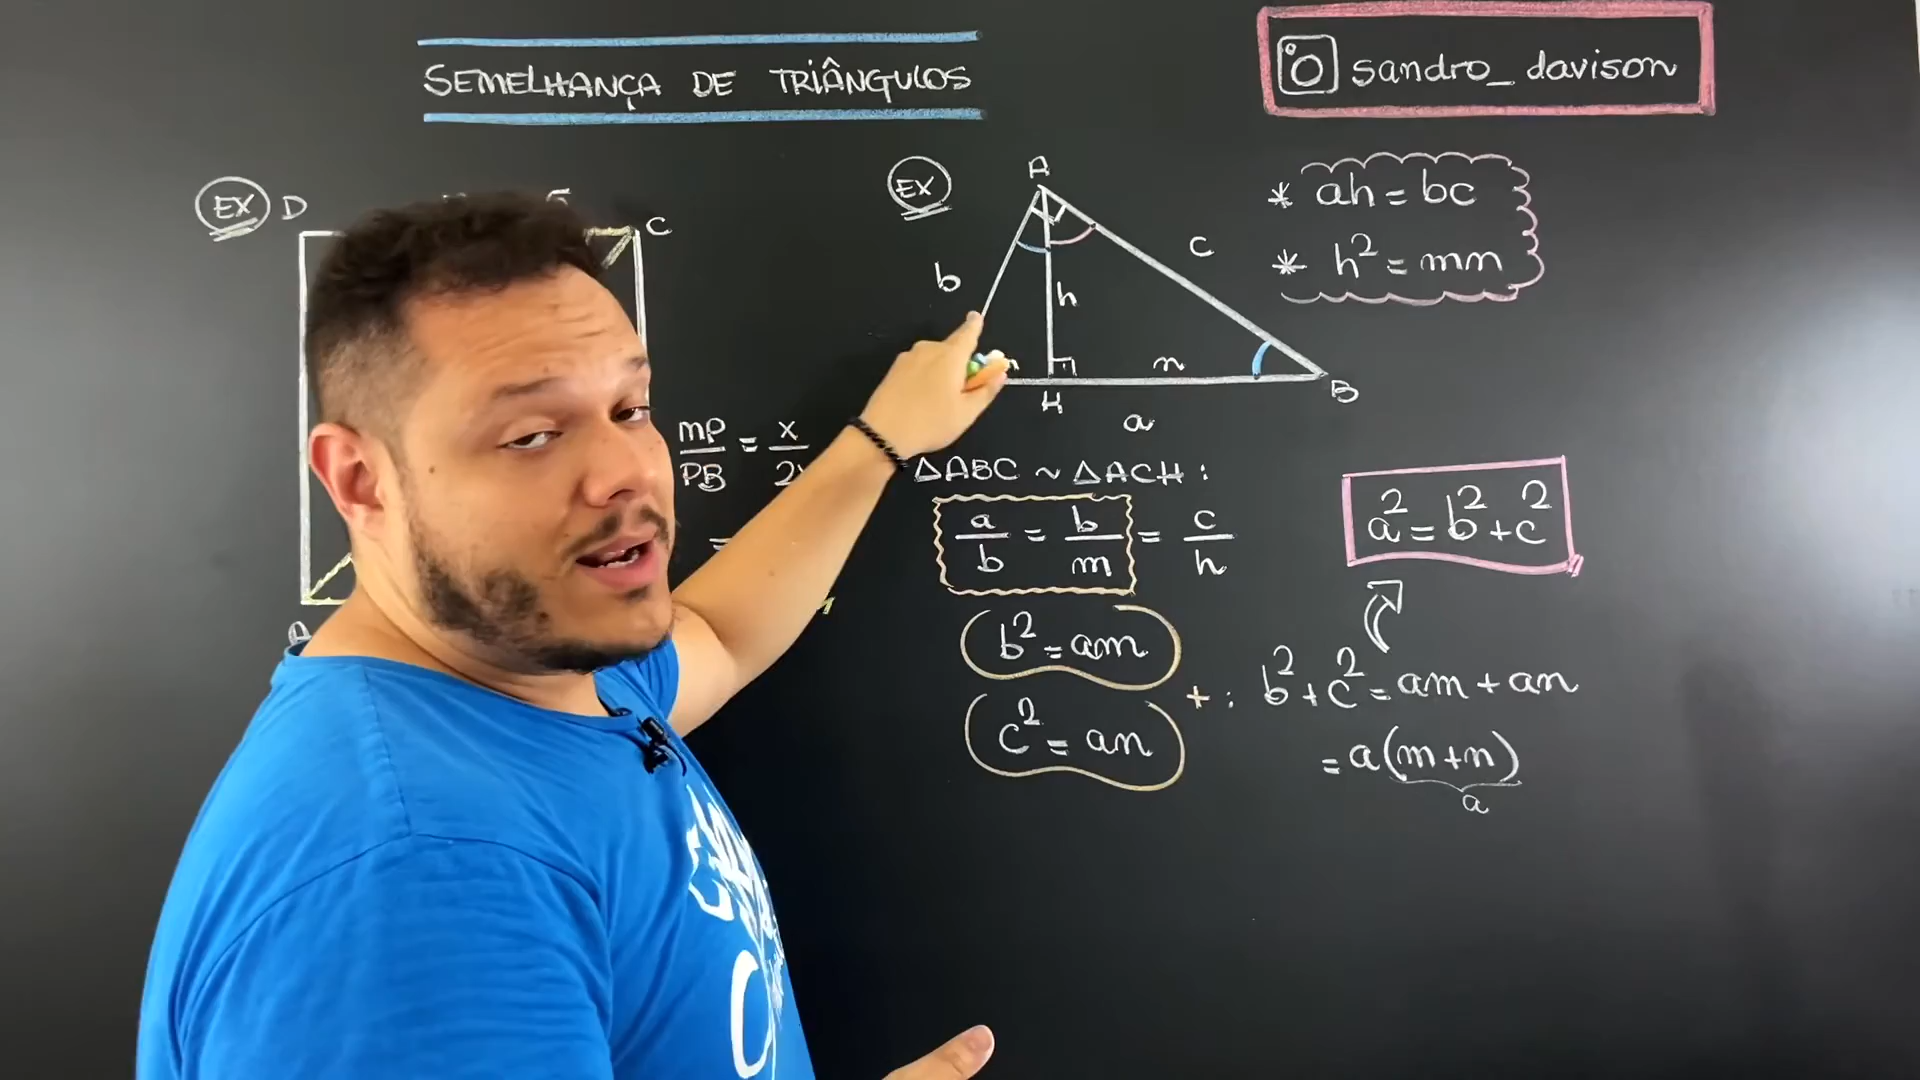 SEMELHANÇA DE TRIÂNGULOS
sandro_davison
EX D C
A
EX A
b h c
n
H B
a
* ah = bc
* h² = mn
MP/PB = x/
=
ΔABC ~ ΔACH :
a/b = b/m = c/h
b² = am
c² = an
+ : b² + c² = am + an
= a(m+n)
a
a² = b² + c²